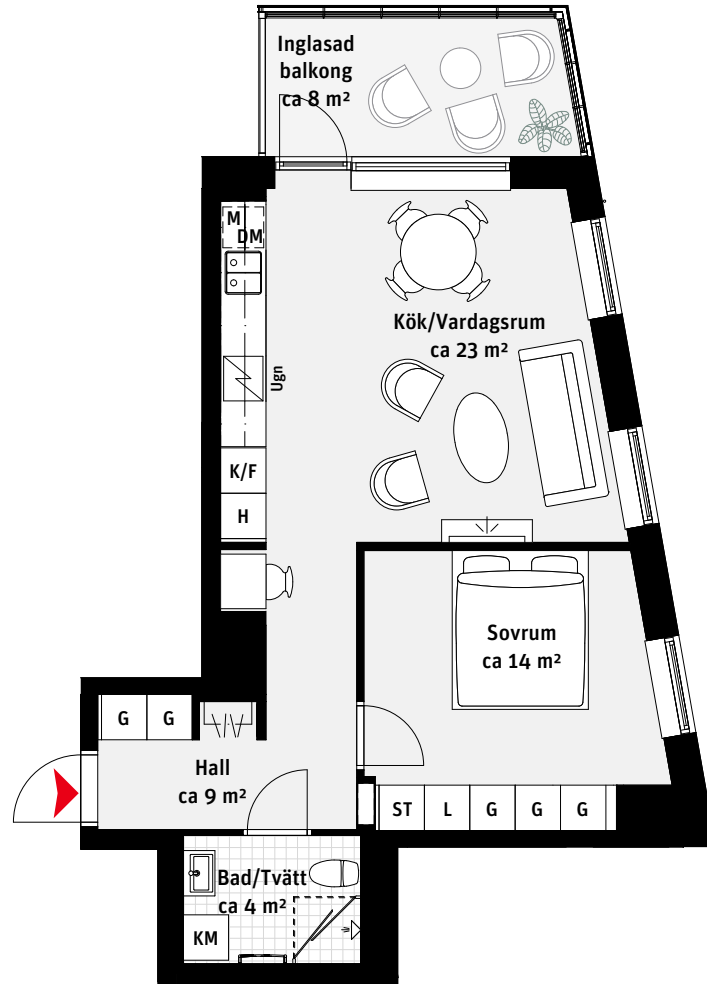 Inglasad
balkong
ca 8 m²
M
DM
Kök/Vardagsrum
ca 23 m²
Ugn
K/F
H
Sovrum
ca 14 m²
G G
Hall
ca 9 m²
ST L G G G
Bad/Tvätt
ca 4 m²
KM